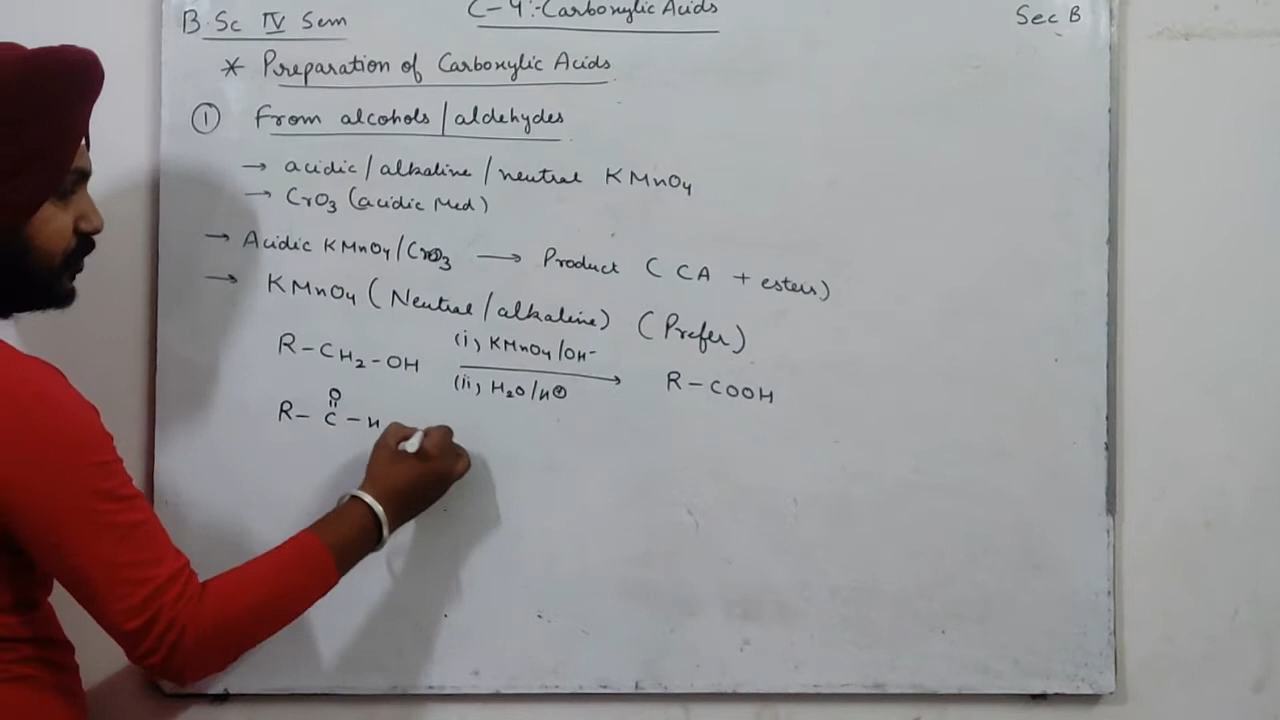 B.Sc IV Sem
C-4:-Carboxylic Acids
Sec B
* Preparation of Carboxylic Acids
① From alcohols/aldehydes
→ acidic/alkaline/neutral KMnO₄
→ CrO₃ (acidic Med)
→ Acidic KMnO₄/CrO₃ → Product (CA + esters)
→ KMnO₄ (Neutral/alkaline) (Prefer)
R-CH₂-OH (i) KMnO₄/OH⁻ (ii) H₂O/H⊕ → R-COOH
O
R-C-H